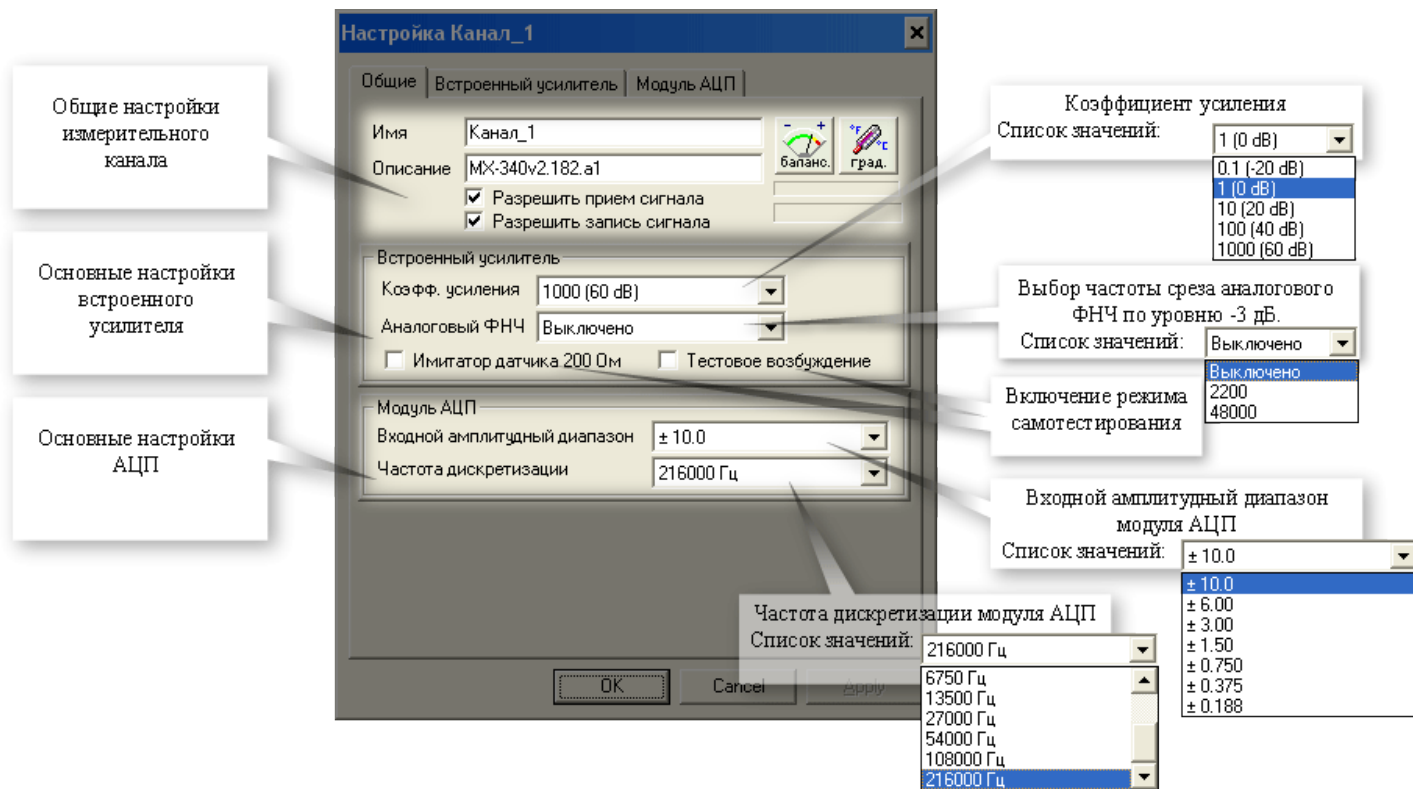 Настройка Канал_1
Общие
Встроенный усилитель
Модуль АЦП
Имя
Канал_1
Описание
МХ-340v2.182.a1
Разрешить прием сигнала
Разрешить запись сигнала
- +
баланс.
°F
°c
град.
Встроенный усилитель
Коэфф. усиления
1000 (60 dB)
Аналоговый ФНЧ
Выключено
Имитатор датчика 200 Ом
Тестовое возбуждение
Модуль АЦП
Входной амплитудный диапазон
± 10.0
Частота дискретизации
216000 Гц
OK
Cancel
Apply
Общие настройки
измерительного
канала
Основные настройки
встроенного
усилителя
Основные настройки
АЦП
Коэффициент усиления
Список значений:
1 (0 dB)
0.1 (-20 dB)
1 (0 dB)
10 (20 dB)
100 (40 dB)
1000 (60 dB)
Выбор частоты среза аналогового
ФНЧ по уровню -3 дБ.
Список значений:
Выключено
Выключено
2200
48000
Включение режима
самотестирования
Входной амплитудный диапазон
модуля АЦП
Список значений:
± 10.0
± 10.0
± 6.00
± 3.00
± 1.50
± 0.750
± 0.375
± 0.188
Частота дискретизации модуля АЦП
Список значений:
216000 Гц
6750 Гц
13500 Гц
27000 Гц
54000 Гц
108000 Гц
216000 Гц